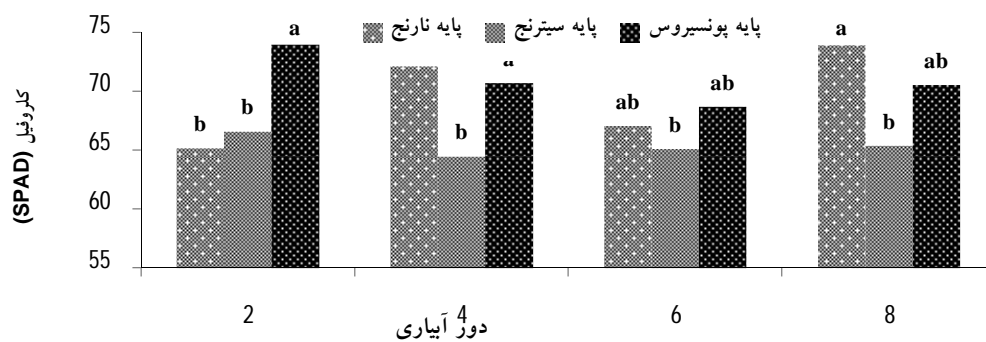 پایه نارنج پایه سیترنج پایه پونسیروس
کلروفیل (SPAD)
75
70
65
60
55
b b a
b a
ab b ab
a b ab
2 4 6 8
دور آبیاری